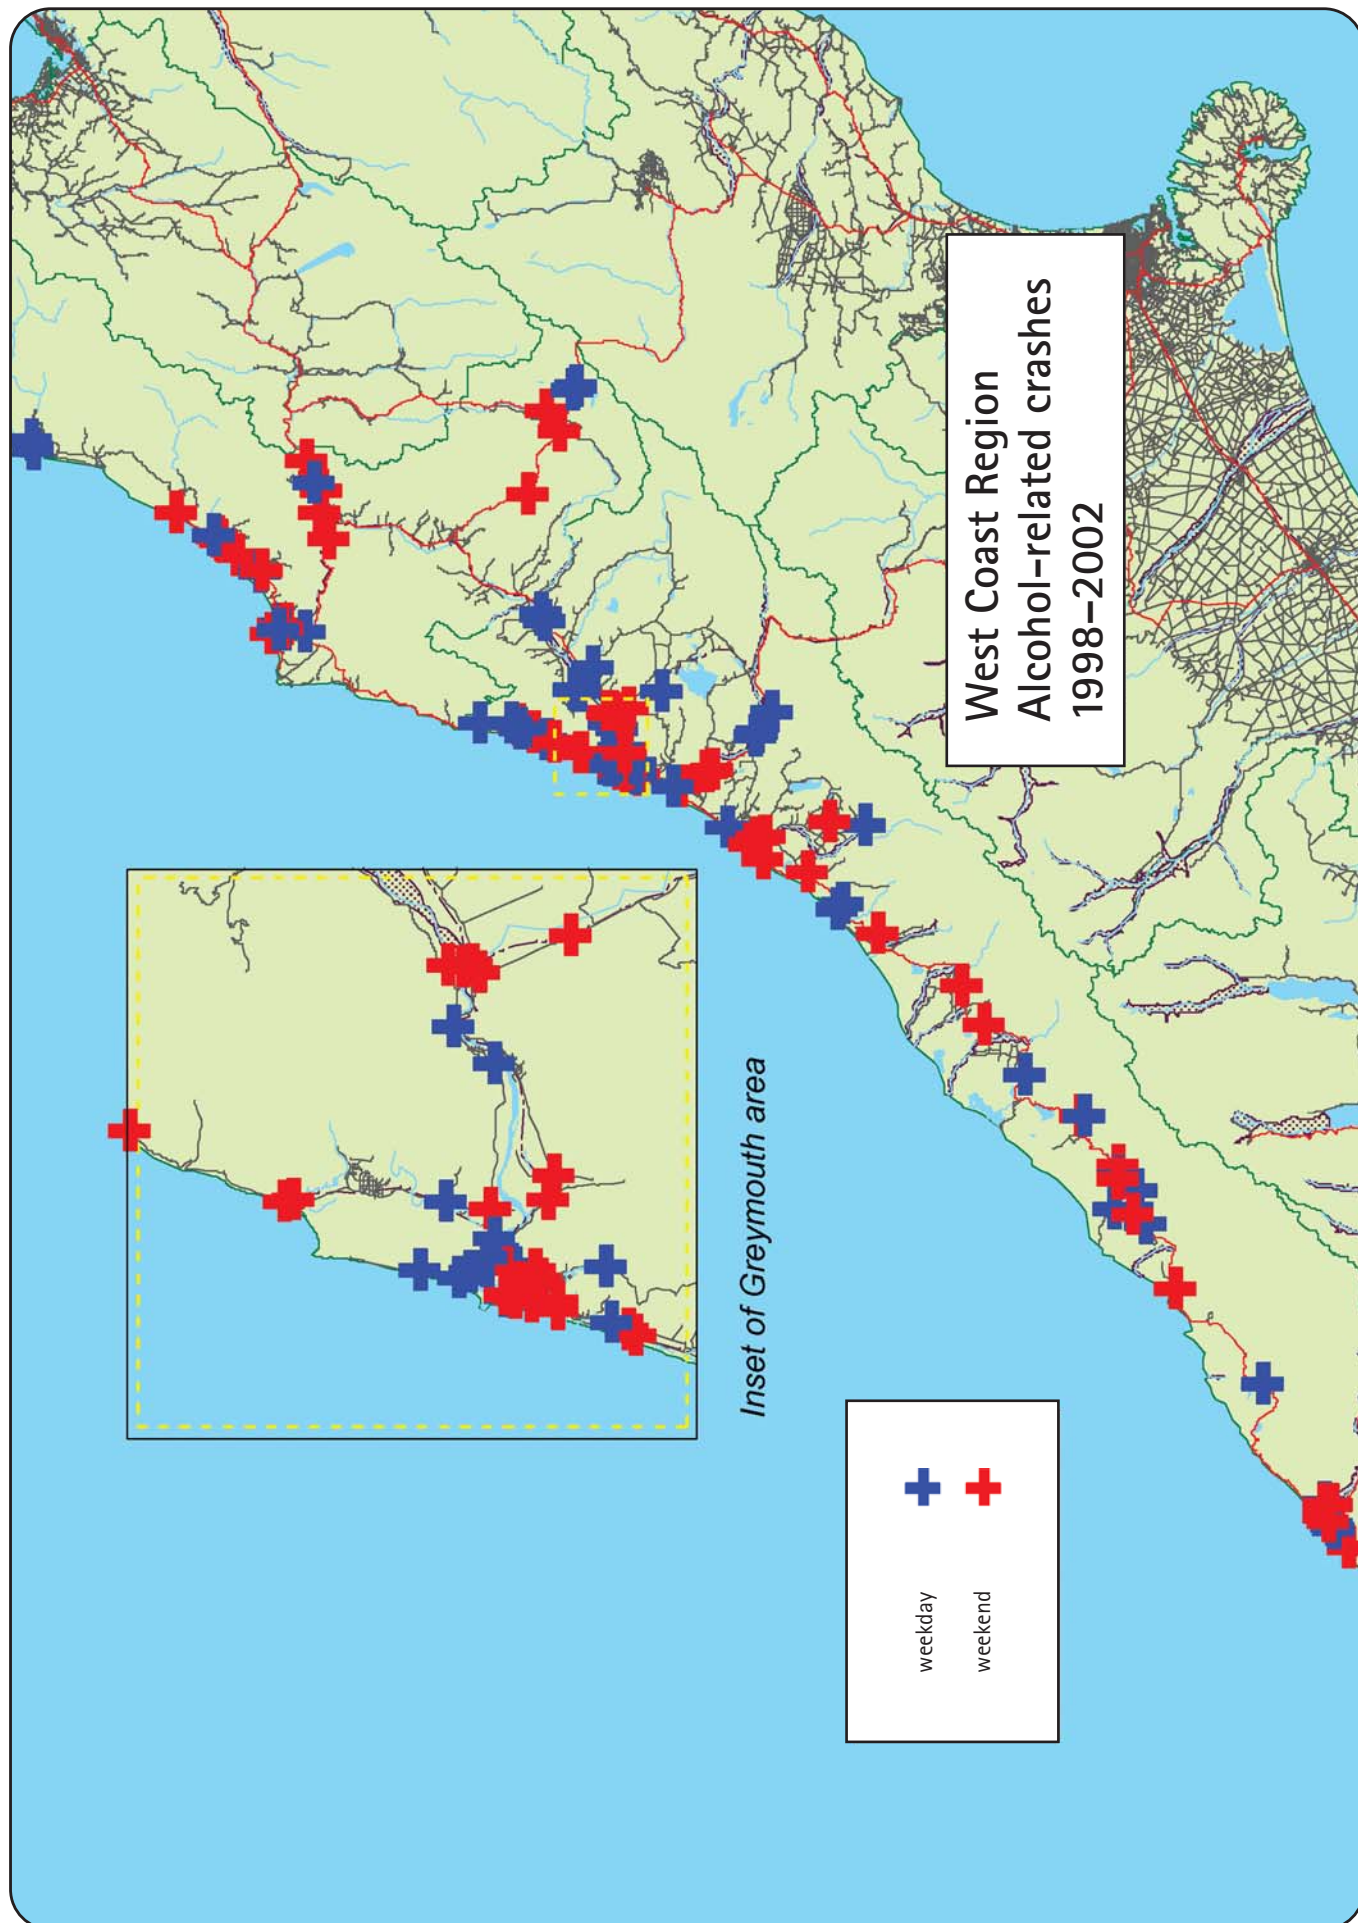 West Coast Region
Alcohol-related crashes
1998–2002
Inset of Greymouth area
weekday
weekend